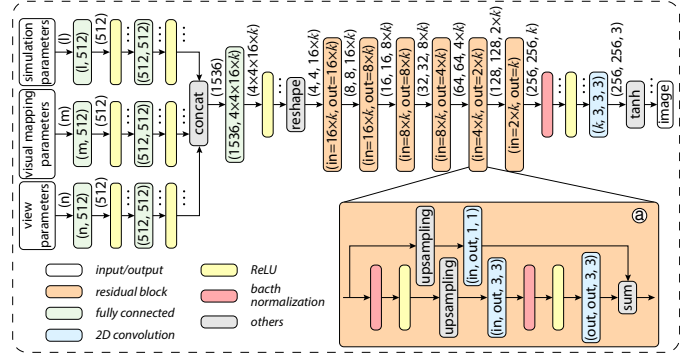 simulation
parameters
(l)
(l, 512)
(512)
(512, 512)
visual mapping
parameters
(m)
(m, 512)
(512)
(512, 512)
view
parameters
(n)
(n, 512)
(512)
(512, 512)
concat
(1536)
(1536, 4×4×16×k)
(4×4×16×k)
reshape
(4, 4, 16×k)
(in=16×k, out=16×k)
(8, 8, 16×k)
(in=16×k, out=8×k)
(16, 16, 8×k)
(in=8×k, out=8×k)
(32, 32, 8×k)
(in=8×k, out=4×k)
(64, 64, 4×k)
(in=4×k, out=2×k)
(128, 128, 2×k)
(in=2×k, out=k)
(256, 256, k)
(k, 3, 3, 3)
(256, 256, 3)
tanh
image
a
upsampling
(in, out, 1, 1)
upsampling
(in, out, 3, 3)
(out, out, 3, 3)
sum
input/output
residual block
fully connected
2D convolution
ReLU
bacth
normalization
others